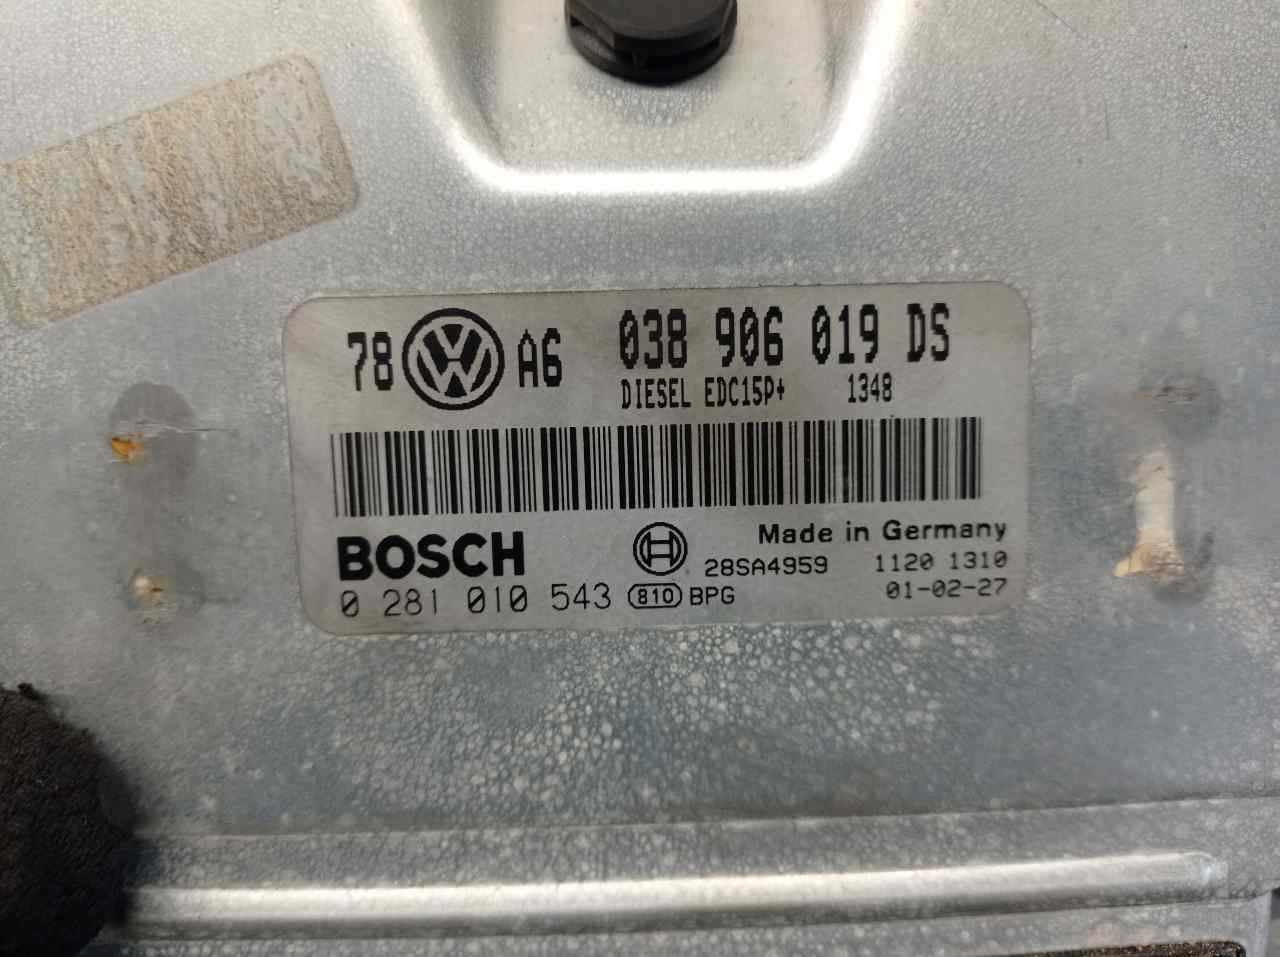 78 VW A6 038 906 019 DS
DIESEL EDC15P+ 1348
BOSCH
Made in Germany
28SA4959 1120 1310
0 281 010 543 810 BPG 01-02-27